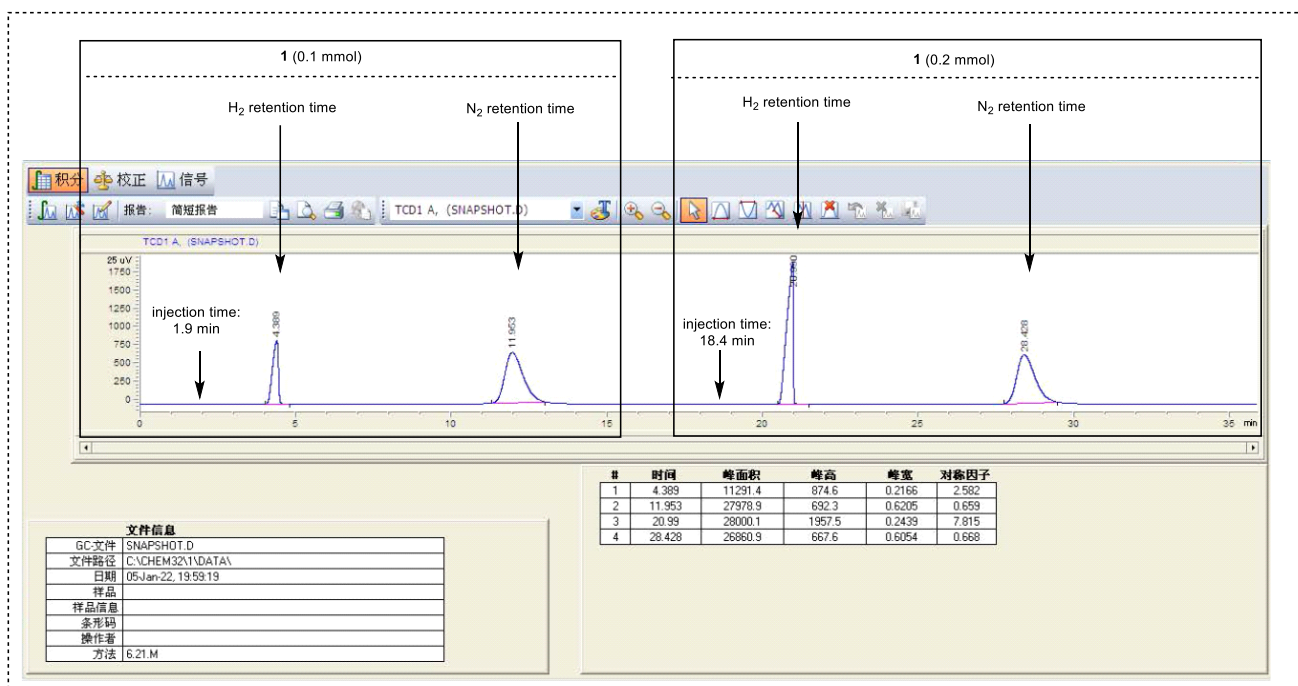 1 (0.1 mmol)
1 (0.2 mmol)
H2 retention time
N2 retention time
H2 retention time
N2 retention time
积分 校正 信号
报告: 简短报告
TCD1 A, (SNAPSHOT.D)
TCD1 A, (SNAPSHOT.D)
25 uV
1750
1500
1250
1000
750
500
250
0
injection time:
1.9 min
4.389
11.953
injection time:
18.4 min
28.428
0 5 10 15 20 25 30 35 min
# 时间 峰面积 峰高 峰宽 对称因子
1 4.389 11291.4 874.6 0.2166 2.582
2 11.953 27978.9 692.3 0.6205 0.659
3 20.99 28000.1 1957.5 0.2439 7.815
4 28.428 26860.9 667.6 0.6054 0.668
文件信息
GC-文件 SNAPSHOT.D
文件路径 C:\CHEM32\1\DATA\
日期 05-Jan-22, 19:59:19
样品
样品信息
条形码
操作者
方法 6.21.M